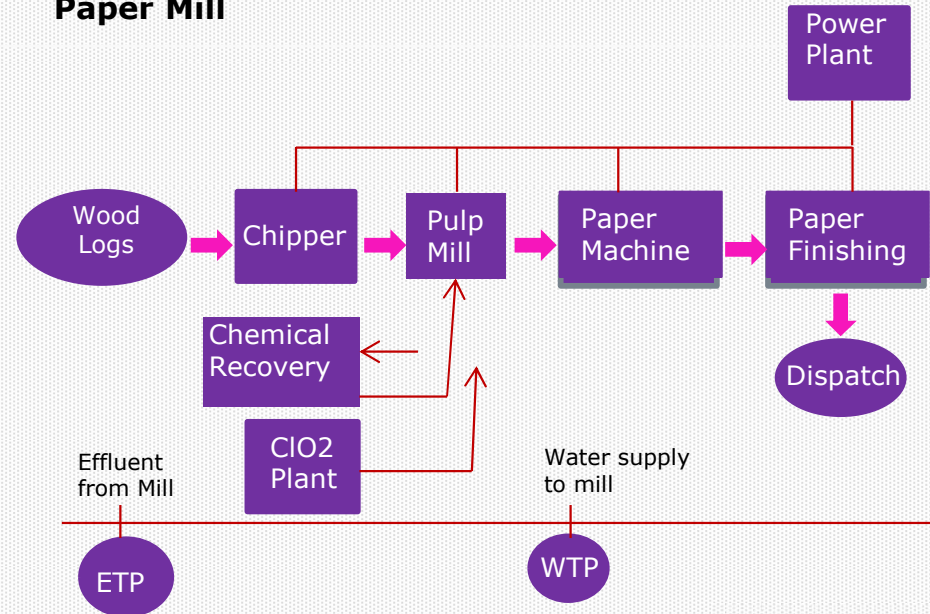 Paper Mill
Power
Plant
Wood
Logs
Chipper
Pulp
Mill
Paper
Machine
Paper
Finishing
Chemical
Recovery
Dispatch
ClO2
Plant
Effluent
from Mill
Water supply
to mill
ETP
WTP